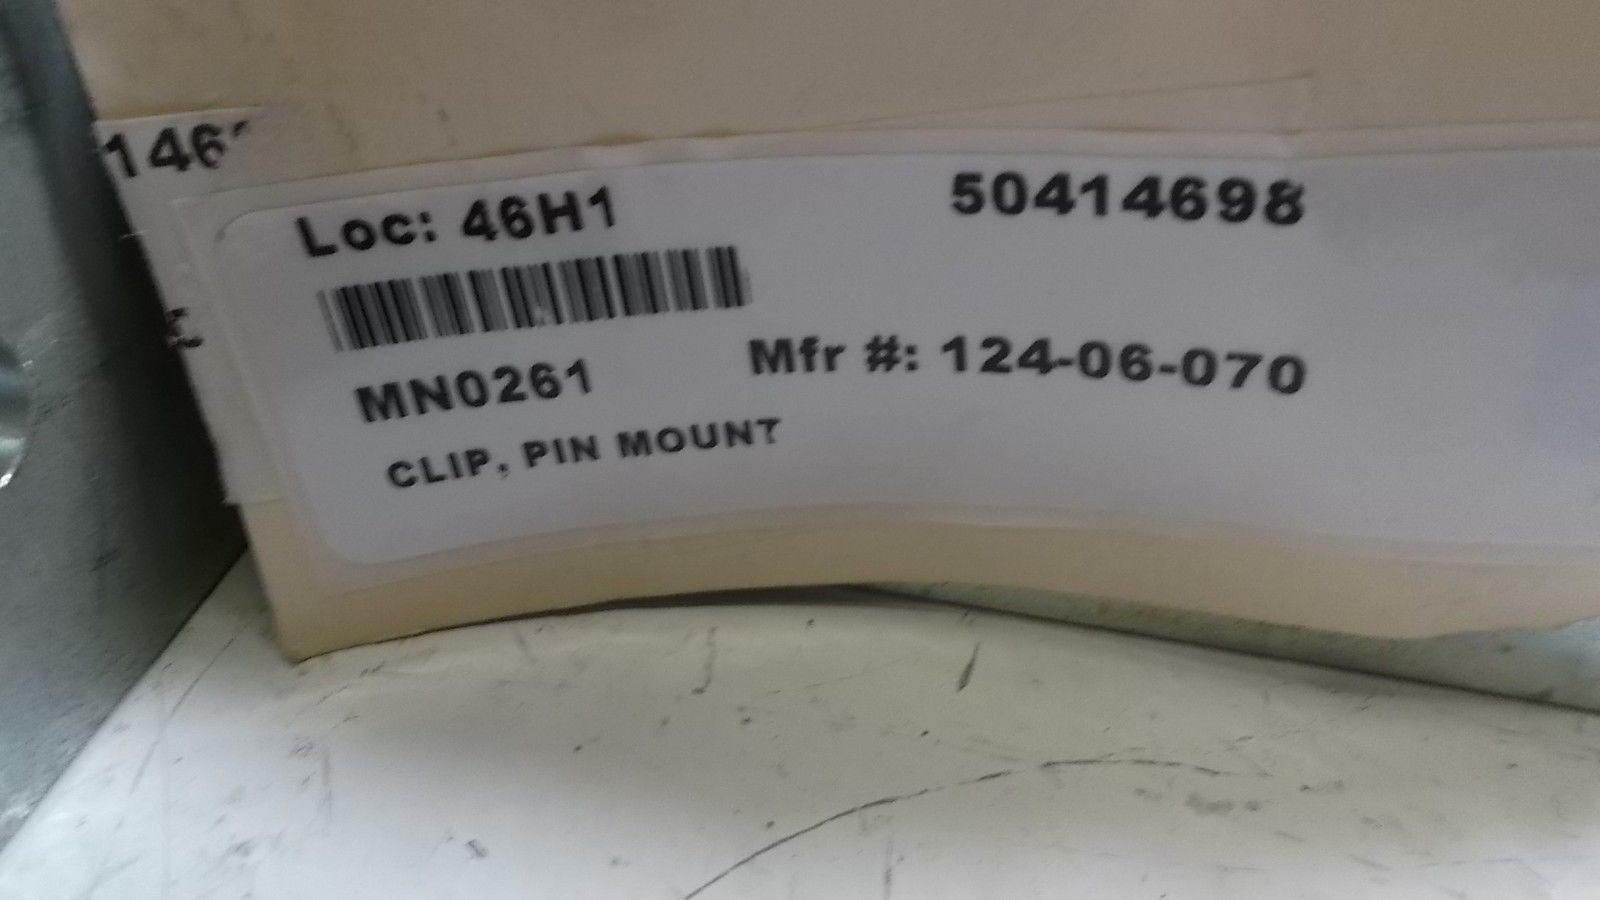 Loc: 46H1 50414698
MN0261 Mfr #: 124-06-070
CLIP, PIN MOUNT